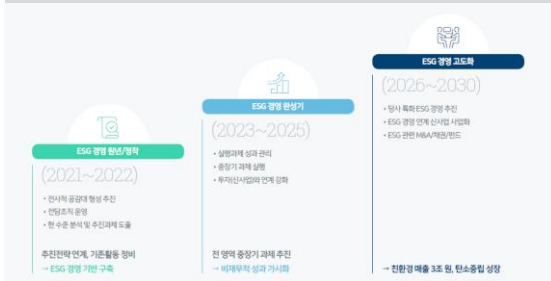 ESG 경영 원년/정착
(2021~2022)
• 전사적 공감대 형성 추진
• 전담조직 운영
• 현 수준 분석 및 추진과제 도출
추진전략 연계, 기존활동 정비
→ ESG 경영 기반 구축
ESG 경영 완성기
(2023~2025)
• 실행과제 성과 관리
• 중장기 과제 실행
• 투자(신사업)와 연계 강화
전 영역 중장기 과제 추진
→ 비재무적 성과 가시화
ESG 경영 고도화
(2026~2030)
• 당사 특화 ESG 경영 추진
• ESG 경영 연계 신사업 사업화
• ESG 관련 M&A/채권/펀드
→ 친환경 매출 3조 원, 탄소중립 성장